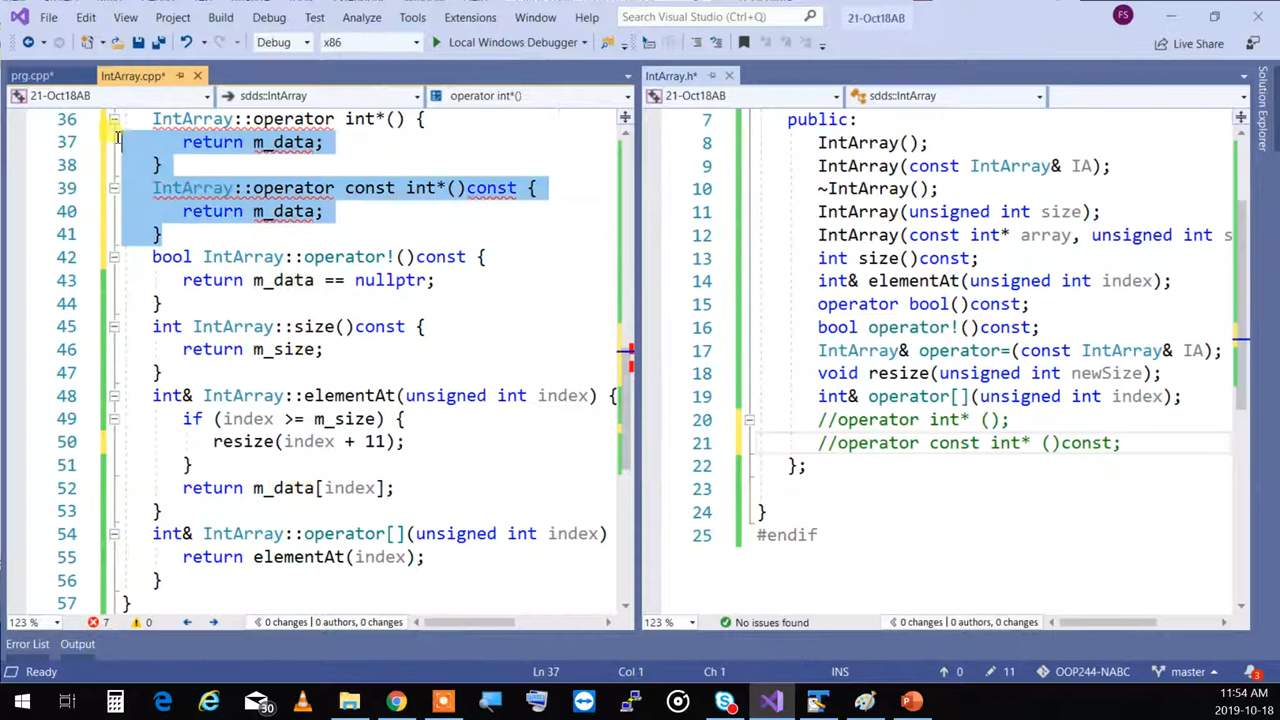 File Edit View Project Build Debug Test Analyze Tools Extensions Window Help Search Visual Studio (Ctrl+Q) 21-Oct18AB FS
Debug x86 Local Windows Debugger Live Share
prg.cpp* IntArray.cpp* IntArray.h*
21-Oct18AB sdds::IntArray operator int*() 21-Oct18AB sdds::IntArray
36 IntArray::operator int*() {
37 return m_data;
38 }
39 IntArray::operator const int*()const {
40 return m_data;
41 }
42 bool IntArray::operator!()const {
43 return m_data == nullptr;
44 }
45 int IntArray::size()const {
46 return m_size;
47 }
48 int& IntArray::elementAt(unsigned int index) {
49 if (index >= m_size) {
50 resize(index + 11);
51 }
52 return m_data[index];
53 }
54 int& IntArray::operator[](unsigned int index)
55 return elementAt(index);
56 }
57 }
7 public:
8 IntArray();
9 IntArray(const IntArray& IA);
10 ~IntArray();
11 IntArray(unsigned int size);
12 IntArray(const int* array, unsigned int s
13 int size()const;
14 int& elementAt(unsigned int index);
15 operator bool()const;
16 bool operator!()const;
17 IntArray& operator=(const IntArray& IA);
18 void resize(unsigned int newSize);
19 int& operator[](unsigned int index);
20 //operator int* ();
21 //operator const int* ()const;
22 };
23
24 }
25 #endif
Solution Explorer
123 % 7 0 0 changes | 0 authors, 0 changes
123 % No issues found 0 changes | 0 authors, 0 changes
Error List Output
Ready Ln 37 Col 1 Ch 1 INS 0 11 OOP244-NABC master 3
30
11:54 AM
2019-10-18